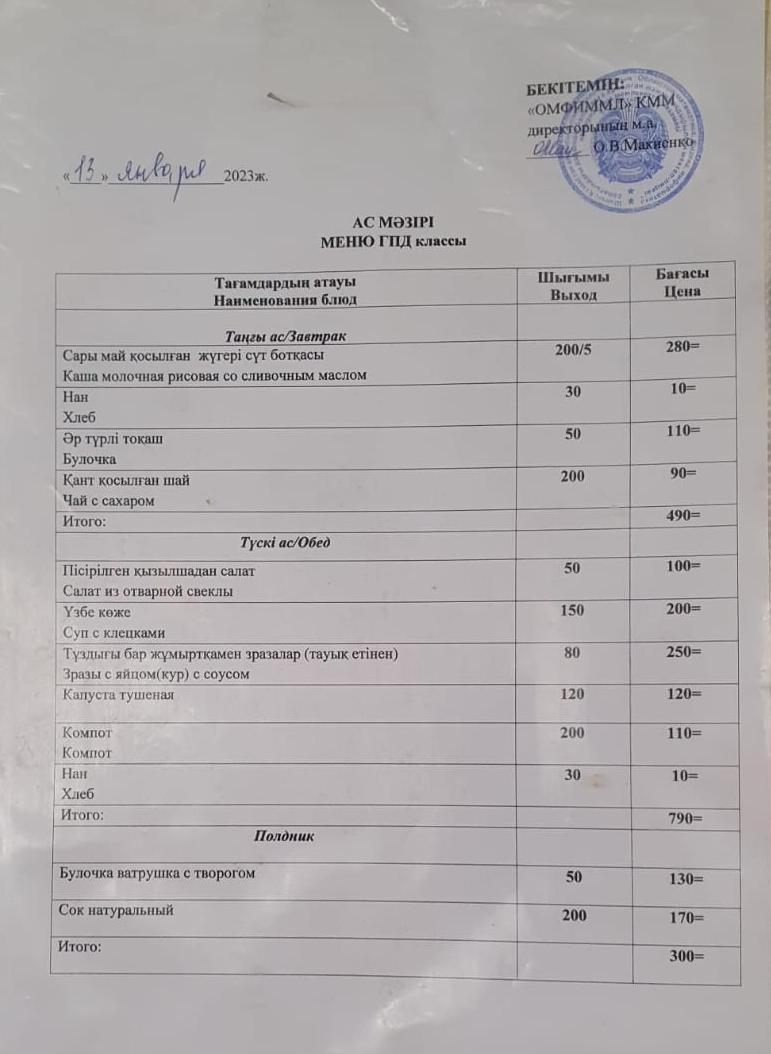 БЕКІТЕМІН:
«ОМФИММЛ» КММ
директорының м.а.
О.В.Макиенко
« 13 » января 2023ж.
АС МӘЗІРІ
МЕНЮ ГПД классы
Тағамдардың атауы
Наименования блюд
Шығымы
Выход
Бағасы
Цена
Таңғы ас/Завтрак
Сары май қосылған жүгері сүт ботқасы
Каша молочная рисовая со сливочным маслом
200/5
280=
Нан
Хлеб
30
10=
Әр түрлі тоқаш
Булочка
50
110=
Қант қосылған шай
Чай с сахаром
200
90=
Итого:
490=
Түскі ас/Обед
Пісірілген қызылшадан салат
Салат из отварной свеклы
50
100=
Үзбе көже
Суп с клецками
150
200=
Тұздығы бар жұмыртқамен зразалар (тауық етінен)
Зразы с яйцом(кур) с соусом
80
250=
Капуста тушеная
120
120=
Компот
Компот
200
110=
Нан
Хлеб
30
10=
Итого:
790=
Полдник
Булочка ватрушка с творогом
50
130=
Сок натуральный
200
170=
Итого:
300=